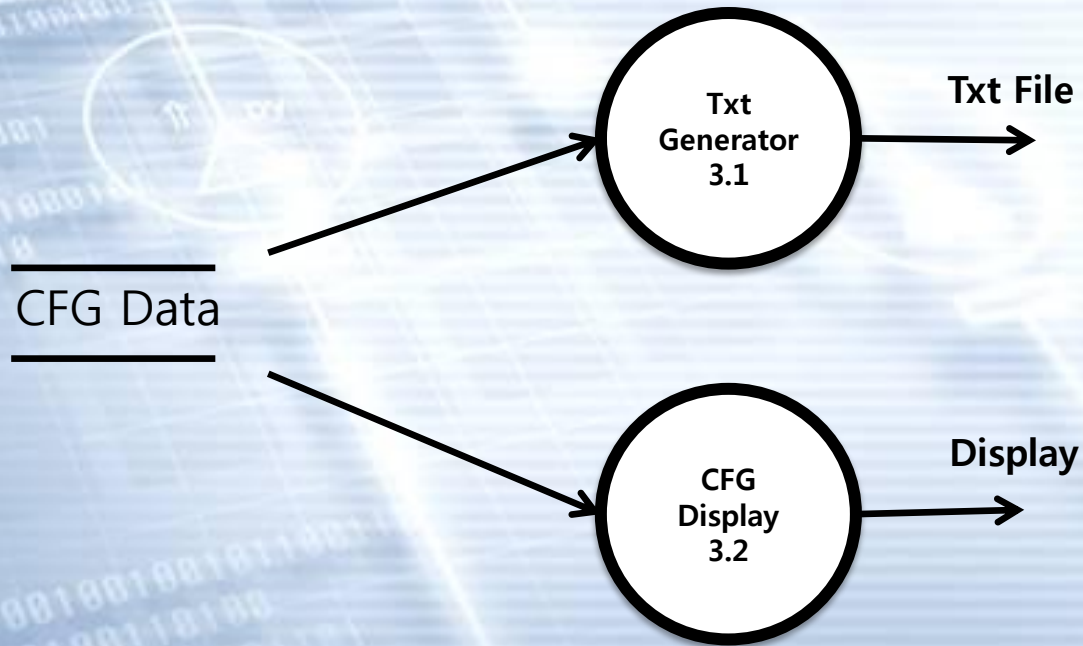 Txt
Generator
3.1
Txt File
CFG Data
CFG
Display
3.2
Display